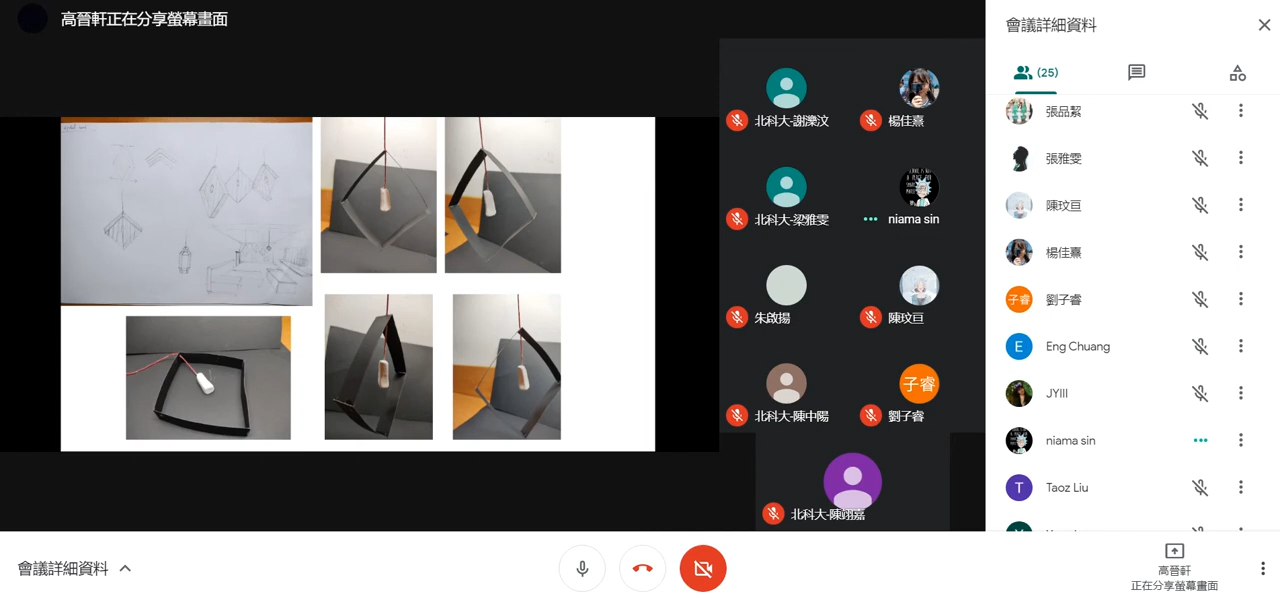 高晉軒正在分享螢幕畫面
北科大-謝濼汶
楊佳熹
北科大-梁雅雯
niama sin
朱啟揚
陳玟亘
北科大-陳中陽
子睿
劉子睿
北科大-陳翊嘉
會議詳細資料
(25)
張品絜
張雅雯
陳玟亘
楊佳熹
子睿
劉子睿
E
Eng Chuang
JYIII
niama sin
T
Taoz Liu
會議詳細資料
高晉軒
正在分享螢幕畫面